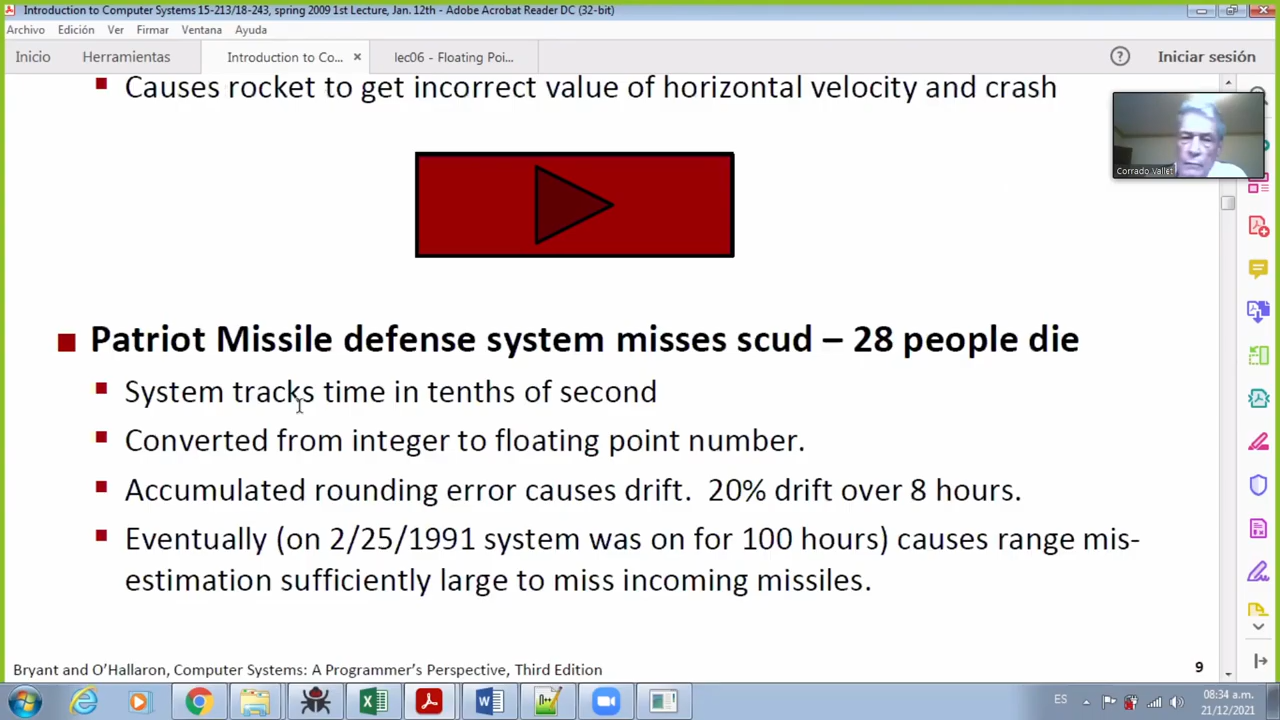 Introduction to Computer Systems 15-213/18-243, spring 2009 1st Lecture, Jan. 12th - Adobe Acrobat Reader DC (32-bit)
Archivo Edición Ver Firmar Ventana Ayuda
Inicio Herramientas Introduction to Co... × lec06 - Floating Poi... Iniciar sesión
Causes rocket to get incorrect value of horizontal velocity and crash
Corrado Vallet
Patriot Missile defense system misses scud – 28 people die
System tracks time in tenths of second
Converted from integer to floating point number.
Accumulated rounding error causes drift. 20% drift over 8 hours.
Eventually (on 2/25/1991 system was on for 100 hours) causes range mis-
estimation sufficiently large to miss incoming missiles.
Bryant and O'Hallaron, Computer Systems: A Programmer's Perspective, Third Edition
9
ES
08:34 a.m.
21/12/2021